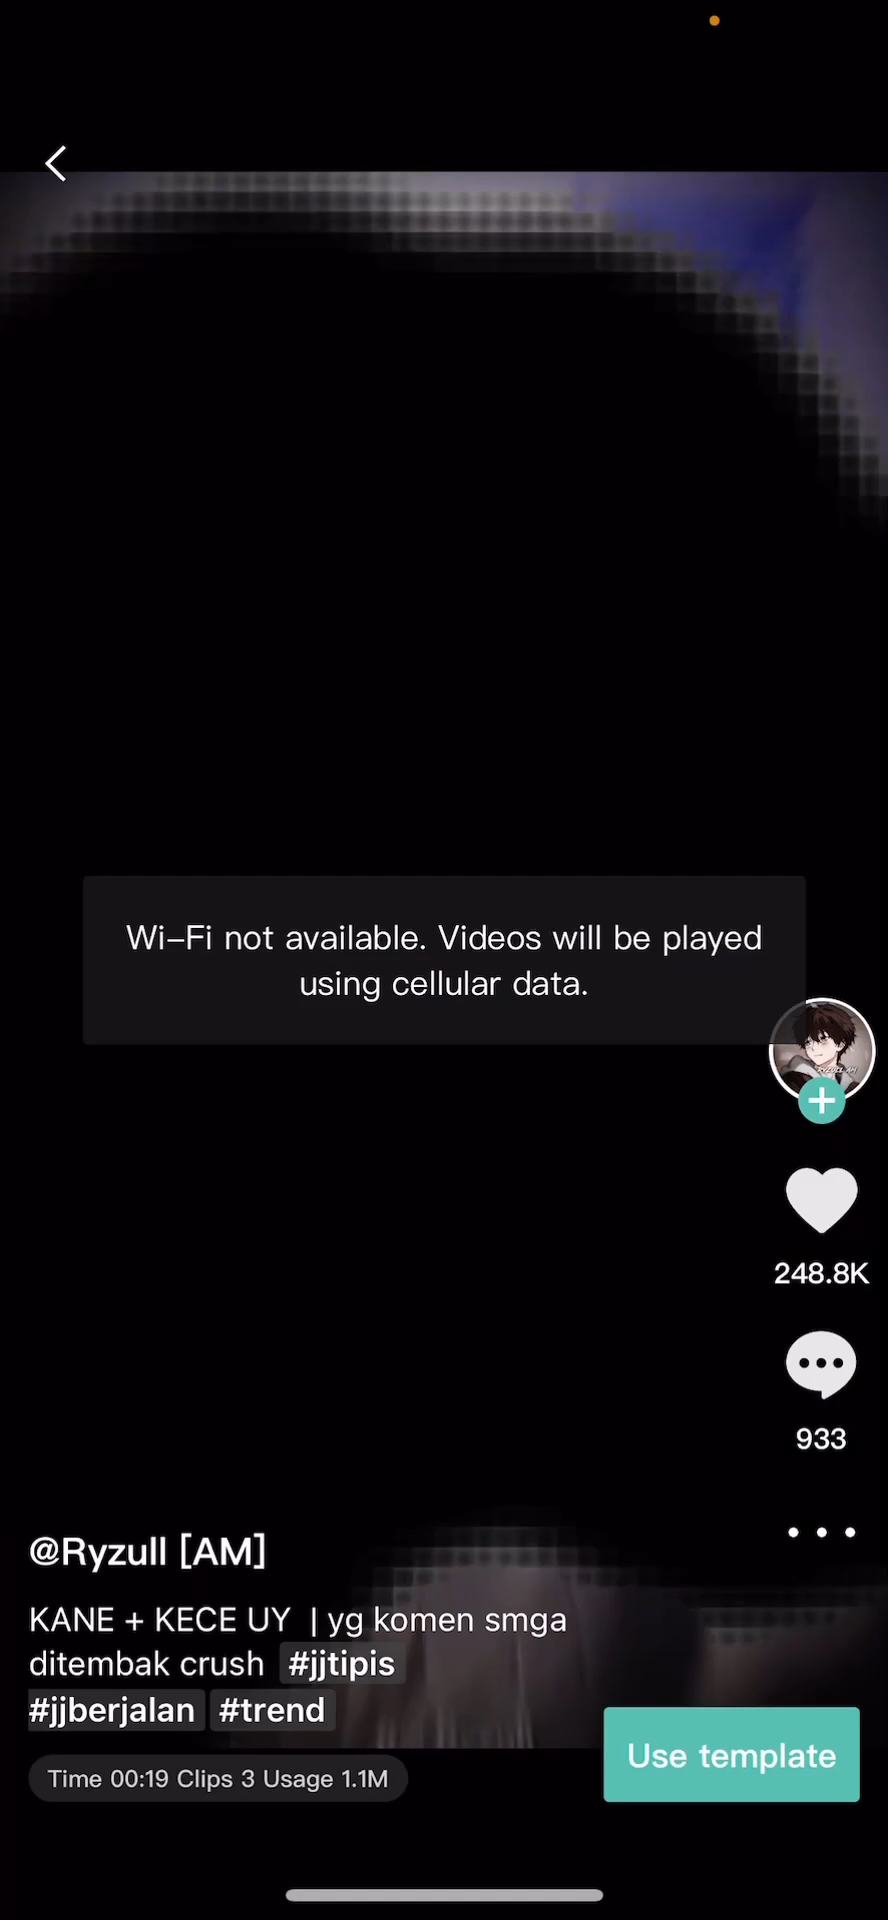 Wi–Fi not available. Videos will be played
using cellular data.
248.8K
933
@Ryzull [AM]
KANE + KECE UY | yg komen smga
ditembak crush #jjtipis
#jjberjalan #trend
Time 00:19 Clips 3 Usage 1.1M
Use template